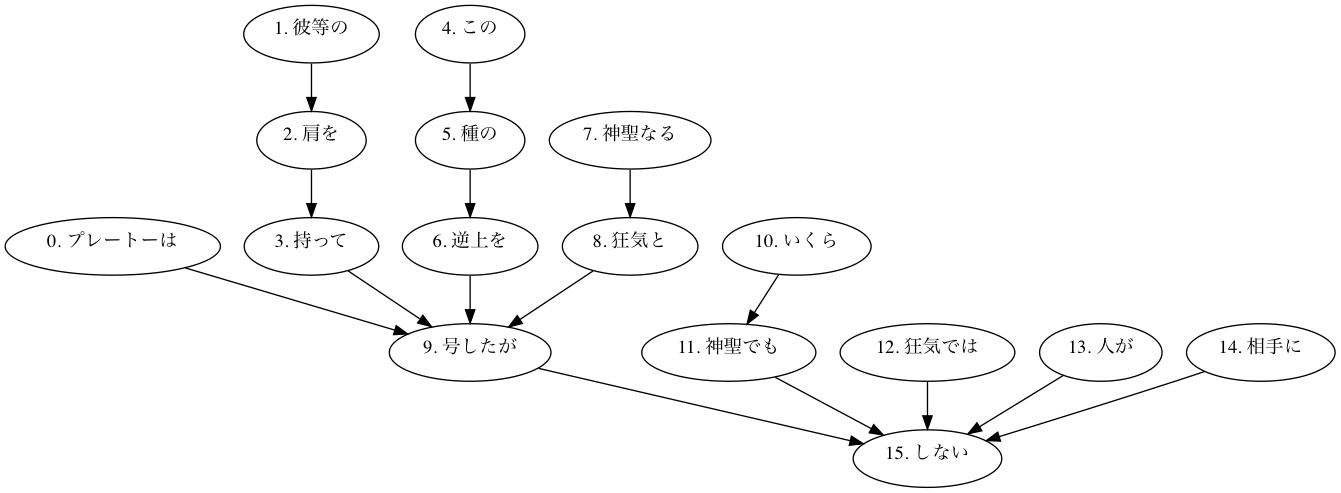 1. 彼等の
4. この
2. 肩を
5. 種の
7. 神聖なる
0. プレートーは
3. 持って
6. 逆上を
8. 狂気と
10. いくら
9. 号したが
11. 神聖でも
12. 狂気では
13. 人が
14. 相手に
15. しない